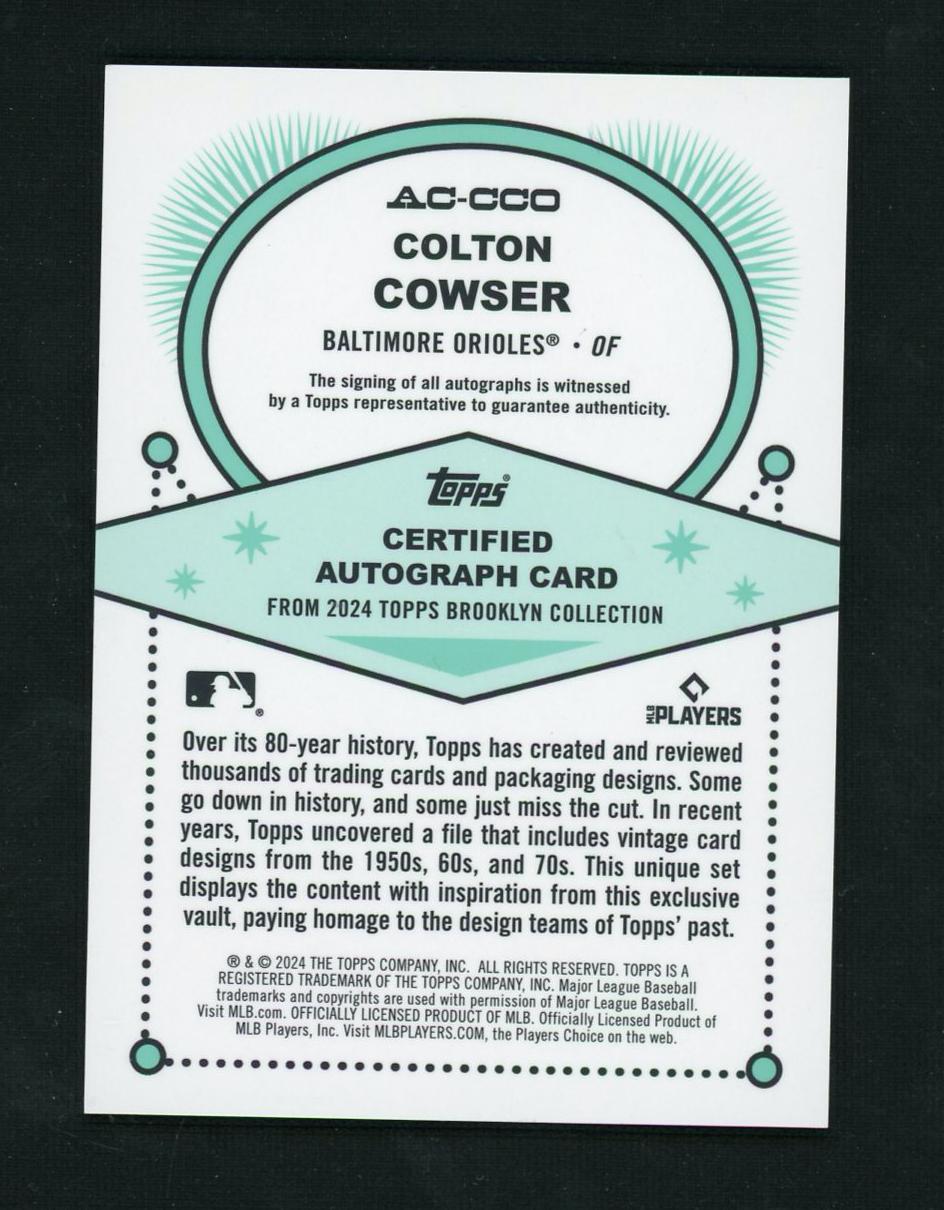 AC-CCO
COLTON
COWSER
BALTIMORE ORIOLES® • OF
The signing of all autographs is witnessed
by a Topps representative to guarantee authenticity.
Topps®
CERTIFIED
AUTOGRAPH CARD
FROM 2024 TOPPS BROOKLYN COLLECTION
®
MLB PLAYERS
Over its 80-year history, Topps has created and reviewed
thousands of trading cards and packaging designs. Some
go down in history, and some just miss the cut. In recent
years, Topps uncovered a file that includes vintage card
designs from the 1950s, 60s, and 70s. This unique set
displays the content with inspiration from this exclusive
vault, paying homage to the design teams of Topps' past.
® & © 2024 THE TOPPS COMPANY, INC. ALL RIGHTS RESERVED. TOPPS IS A
REGISTERED TRADEMARK OF THE TOPPS COMPANY, INC. Major League Baseball
trademarks and copyrights are used with permission of Major League Baseball.
Visit MLB.com. OFFICIALLY LICENSED PRODUCT OF MLB. Officially Licensed Product of
MLB Players, Inc. Visit MLBPLAYERS.COM, the Players Choice on the web.